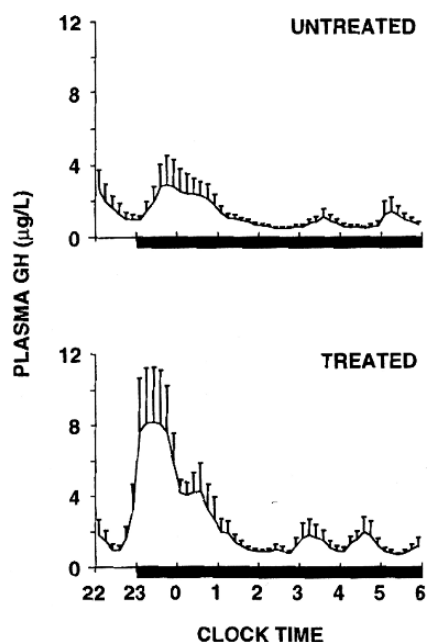 12
UNTREATED
8
4
0
PLASMA GH (µg/L)
12
TREATED
8
4
0
22 23 0 1 2 3 4 5 6
CLOCK TIME